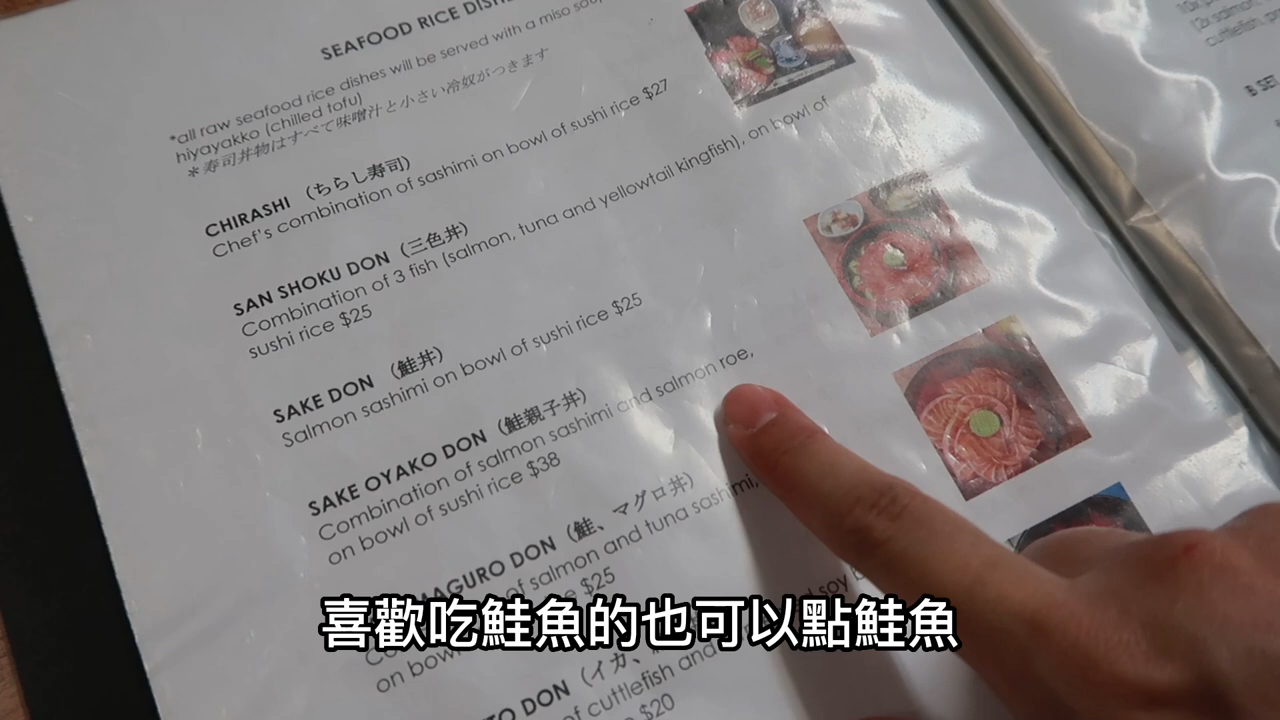 SEAFOOD RICE
*all raw seafood rice dishes will be served with a miso soup
hiyayakko (chilled tofu)
＊寿司丼物はすべて味噌汁と小さい冷奴がつきます
CHIRASHI （ちらし寿司）
Chef's combination of sashimi on bowl of sushi rice $27
SAN SHOKU DON（三色丼）
Combination of 3 fish (salmon, tuna and yellowtail kingfish), on bowl of
sushi rice $25
SAKE DON （鮭丼）
Salmon sashimi on bowl of sushi rice $25
SAKE OYAKO DON（鮭親子丼）
Combination of salmon sashimi and salmon roe,
on bowl of sushi rice $38
MAGURO DON（鮭、マグロ丼）
of salmon and tuna sashimi,
on bowl $25
DON（イカ、
of cuttlefish and soy
$20
喜歡吃鮭魚的也可以點鮭魚
(2x salmon,
cuttlefish,
B SET